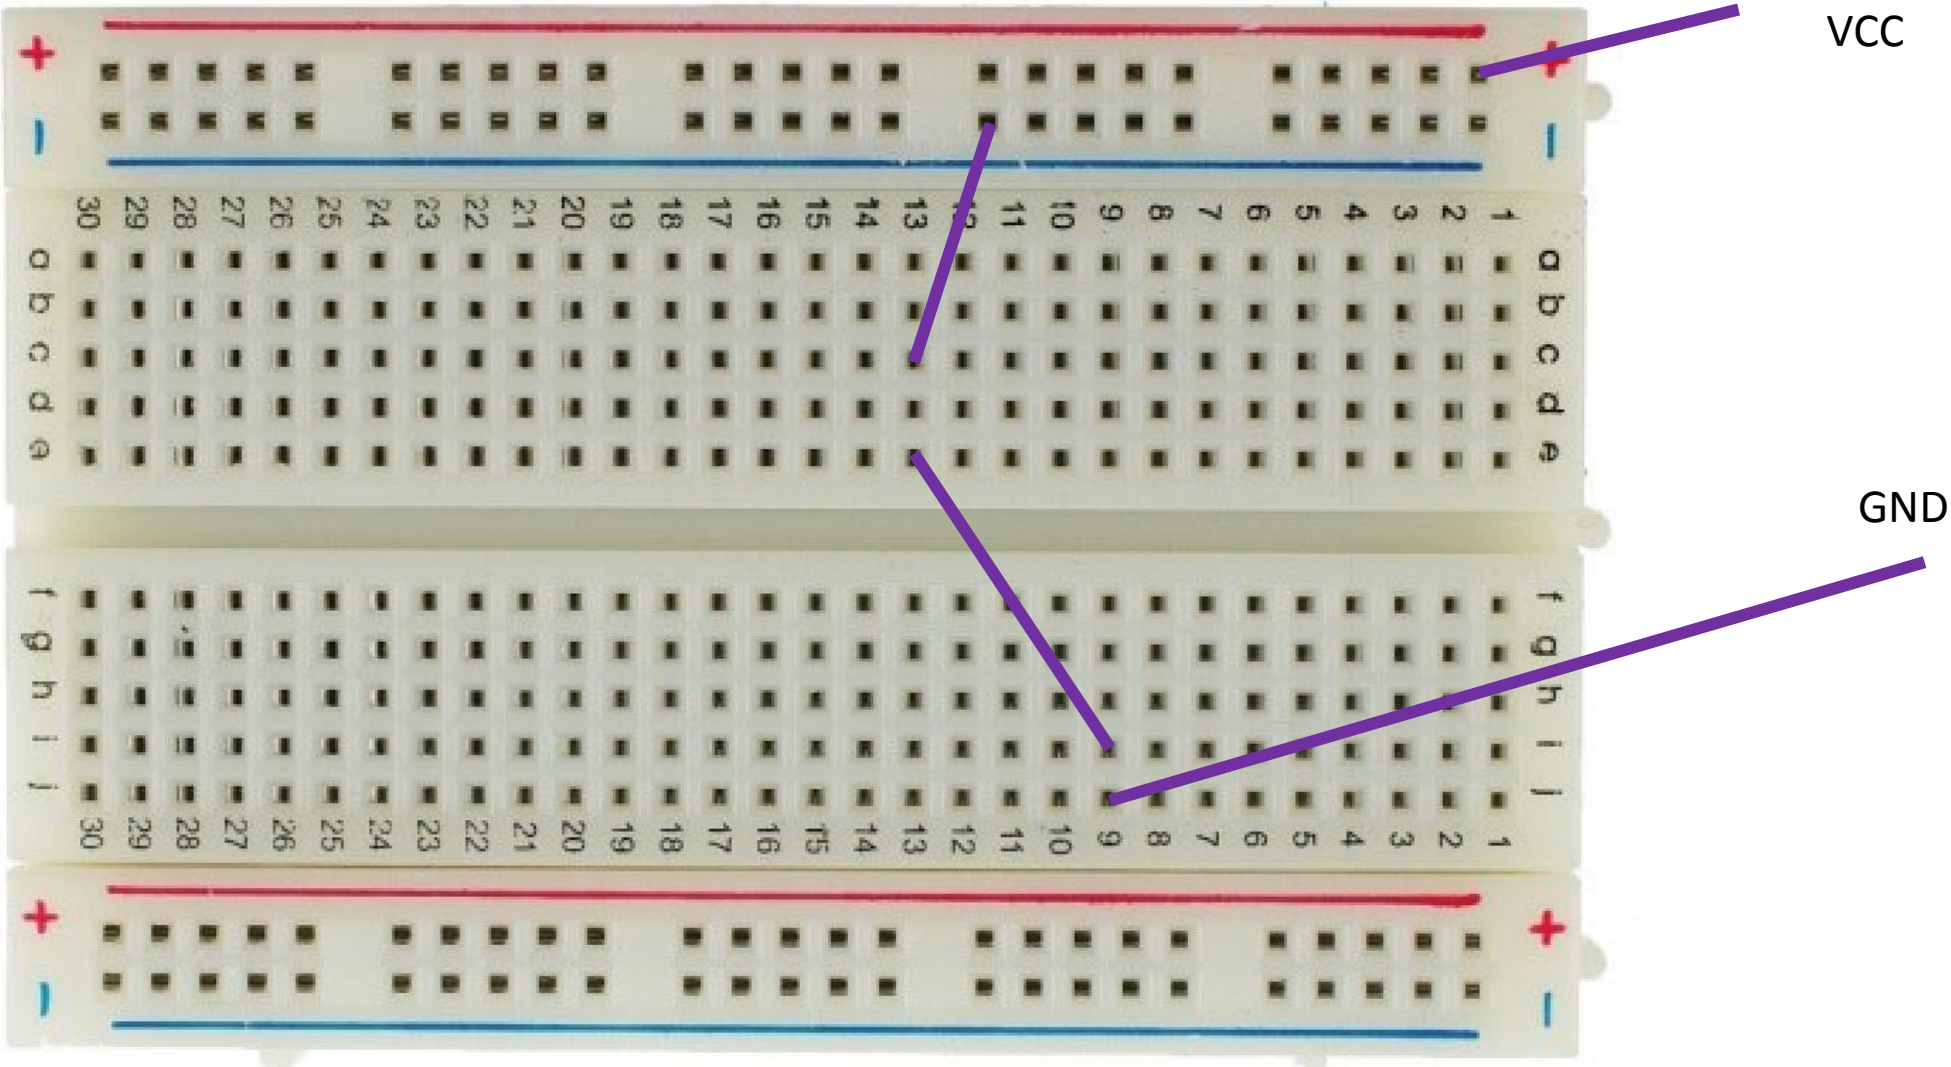 VCC
+ +
- -
30 29 28 27 26 25 24 23 22 21 20 19 18 17 16 15 14 13 12 11 10 9 8 7 6 5 4 3 2 1
a a
b b
c c
d d
e e
GND
f f
g g
h h
i i
j j
30 29 28 27 26 25 24 23 22 21 20 19 18 17 16 15 14 13 12 11 10 9 8 7 6 5 4 3 2 1
+ +
- -